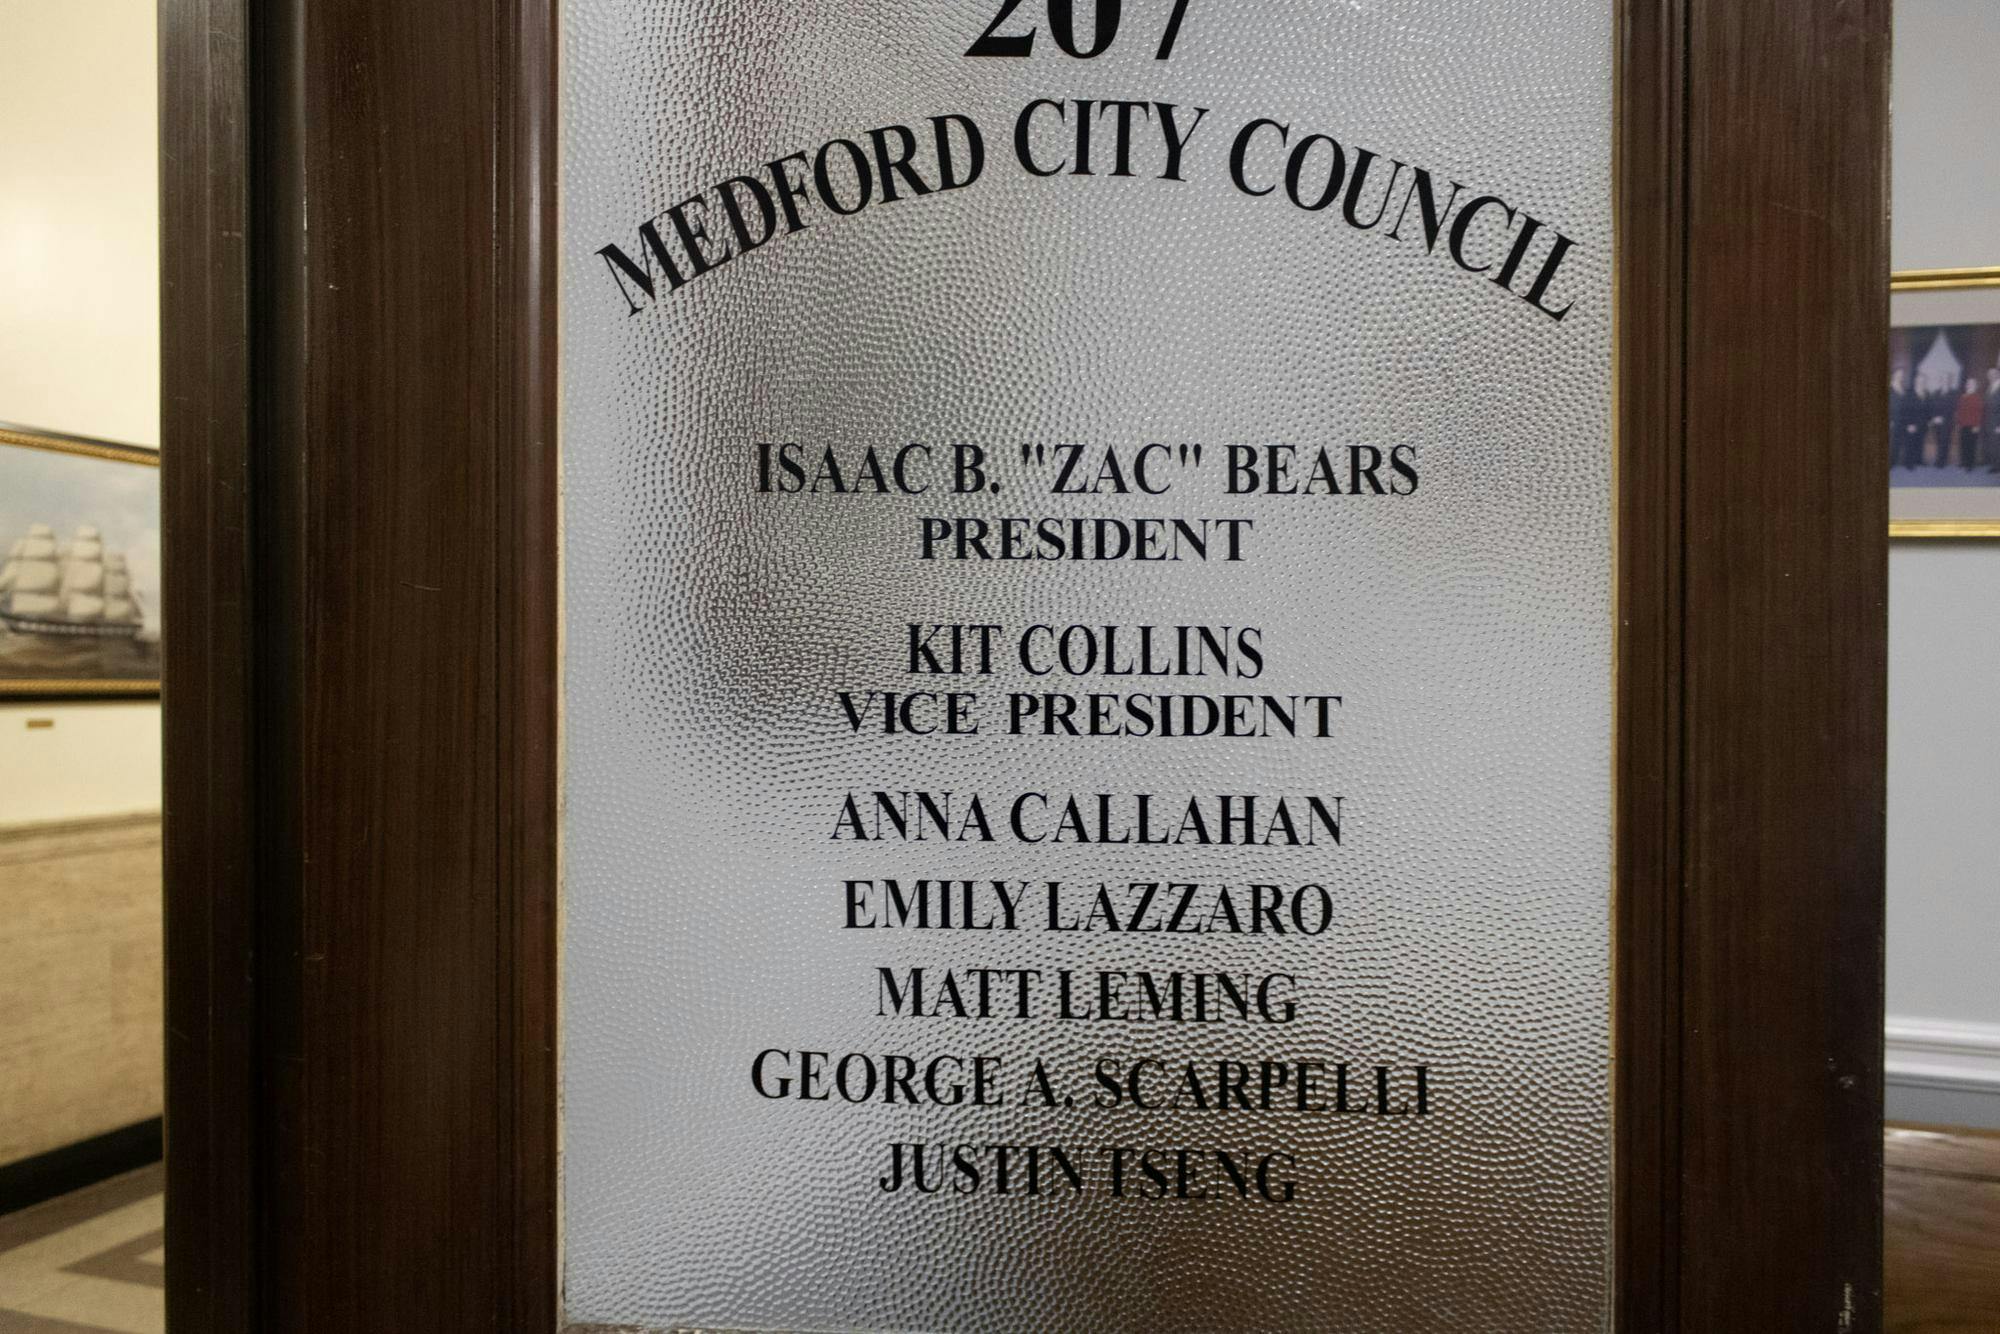 207
MEDFORD CITY COUNCIL
ISAAC B. "ZAC" BEARS
PRESIDENT
KIT COLLINS
VICE PRESIDENT
ANNA CALLAHAN
EMILY LAZZARO
MATT LEMING
GEORGE A. SCARPELLI
JUSTIN TSENG